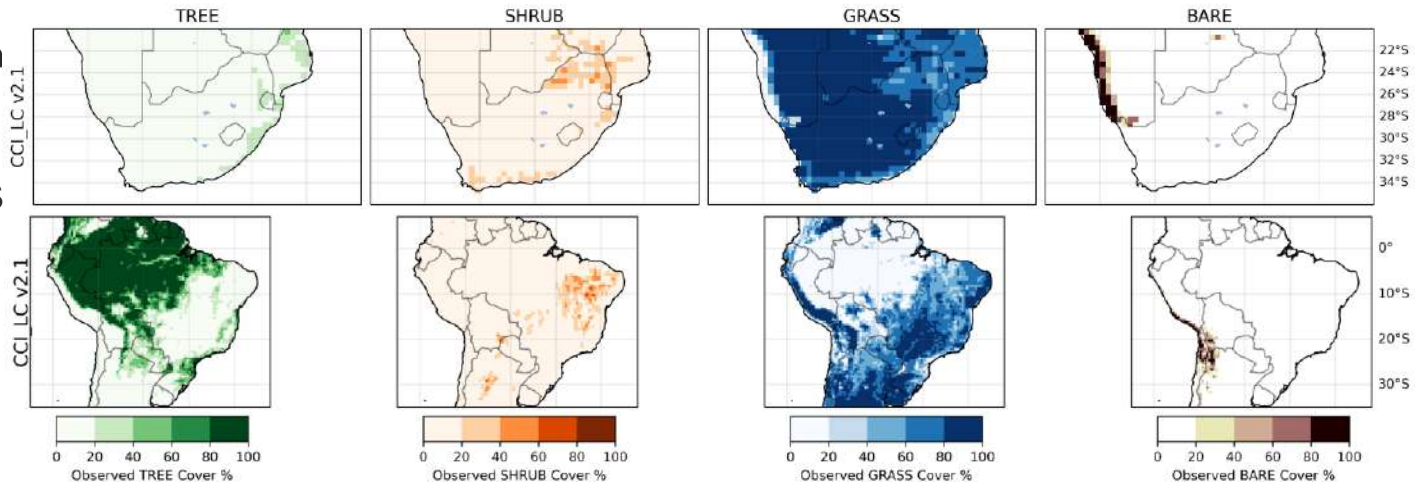 TREE SHRUB GRASS BARE
CCI_LC v2.1
22°S
24°S
26°S
28°S
30°S
32°S
34°S
CCI_LC v2.1
0°
10°S
20°S
30°S
0 20 40 60 80 100 0 20 40 60 80 100 0 20 40 60 80 100 0 20 40 60 80 100
Observed TREE Cover % Observed SHRUB Cover % Observed GRASS Cover % Observed BARE Cover %